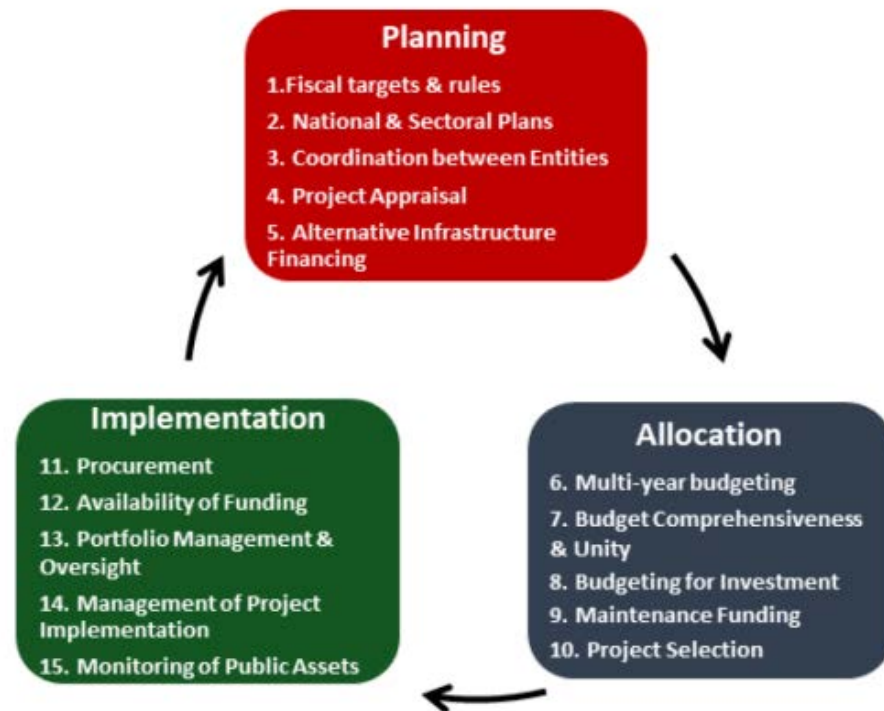 Planning
1.Fiscal targets & rules
2. National & Sectoral Plans
3. Coordination between Entities
4. Project Appraisal
5. Alternative Infrastructure
Financing
Implementation
11. Procurement
12. Availability of Funding
13. Portfolio Management &
Oversight
14. Management of Project
Implementation
15. Monitoring of Public Assets
Allocation
6. Multi-year budgeting
7. Budget Comprehensiveness
& Unity
8. Budgeting for Investment
9. Maintenance Funding
10. Project Selection